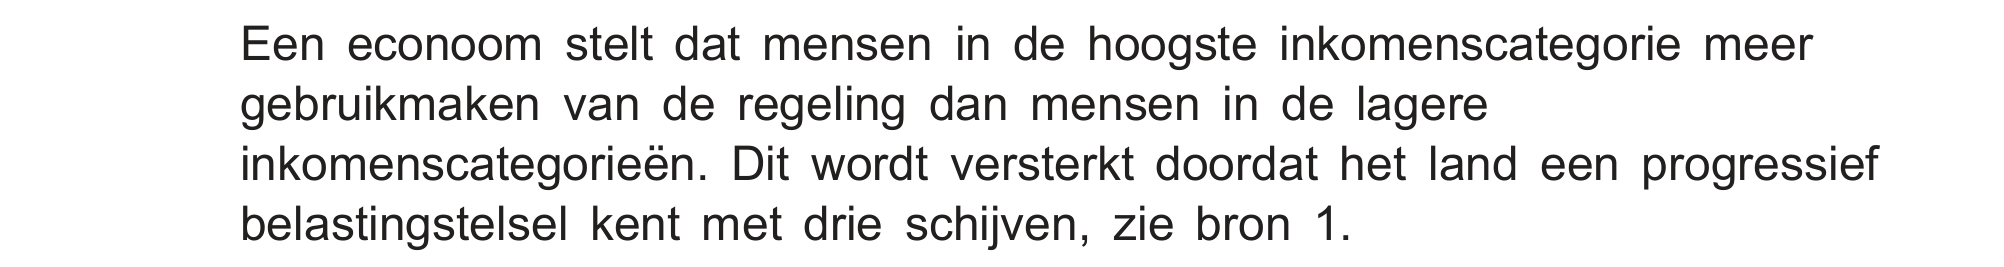 Een econoom stelt dat mensen in de hoogste inkomenscategorie meer
gebruikmaken van de regeling dan mensen in de lagere
inkomenscategorieën. Dit wordt versterkt doordat het land een progressief
belastingstelsel kent met drie schijven, zie bron 1.